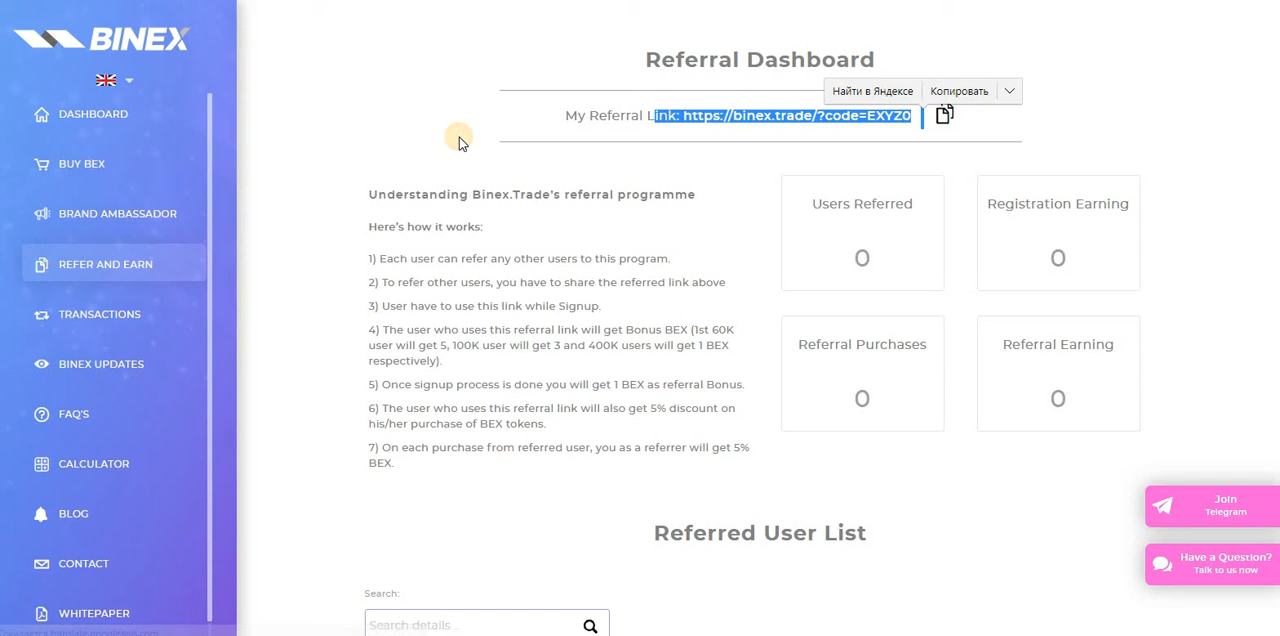 BINEX
DASHBOARD
BUY BEX
BRAND AMBASSADOR
REFER AND EARN
TRANSACTIONS
BINEX UPDATES
FAQ'S
CALCULATOR
BLOG
CONTACT
WHITEPAPER
Referral Dashboard
Найти в Яндексе
Копировать
My Referral Link: https://binex.trade/?code=EXYZ0
Understanding Binex.Trade's referral programme
Here's how it works:
1) Each user can refer any other users to this program.
2) To refer other users, you have to share the referred link above
3) User have to use this link while Signup.
4) The user who uses this referral link will get Bonus BEX (1st 60K
user will get 5, 100K user will get 3 and 400K users will get 1 BEX
respectively).
5) Once signup process is done you will get 1 BEX as referral Bonus.
6) The user who uses this referral link will also get 5% discount on
his/her purchase of BEX tokens.
7) On each purchase from referred user, you as a referrer will get 5%
BEX.
Users Referred
0
Registration Earning
0
Referral Purchases
0
Referral Earning
0
Join
Telegram
Have a Question?
Talk to us now
Referred User List
Search:
Search details ...